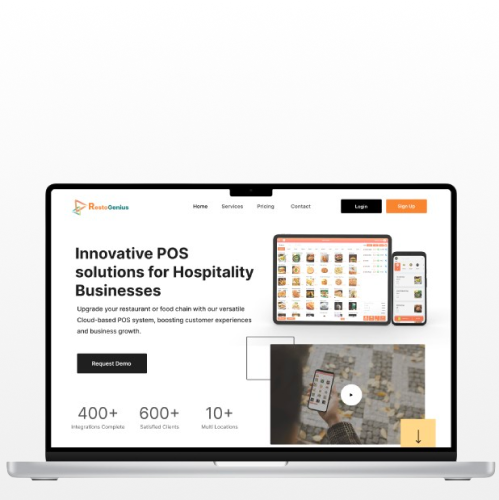 RestoGenius
Home Services Pricing Contact Login Sign Up
Innovative POS
solutions for Hospitality
Businesses
Upgrade your restaurant or food chain with our versatile
Cloud-based POS system, boosting customer experiences
and business growth.
Request Demo
400+ 600+ 10+
Integrations Complete Satisfied Clients Multi Locations